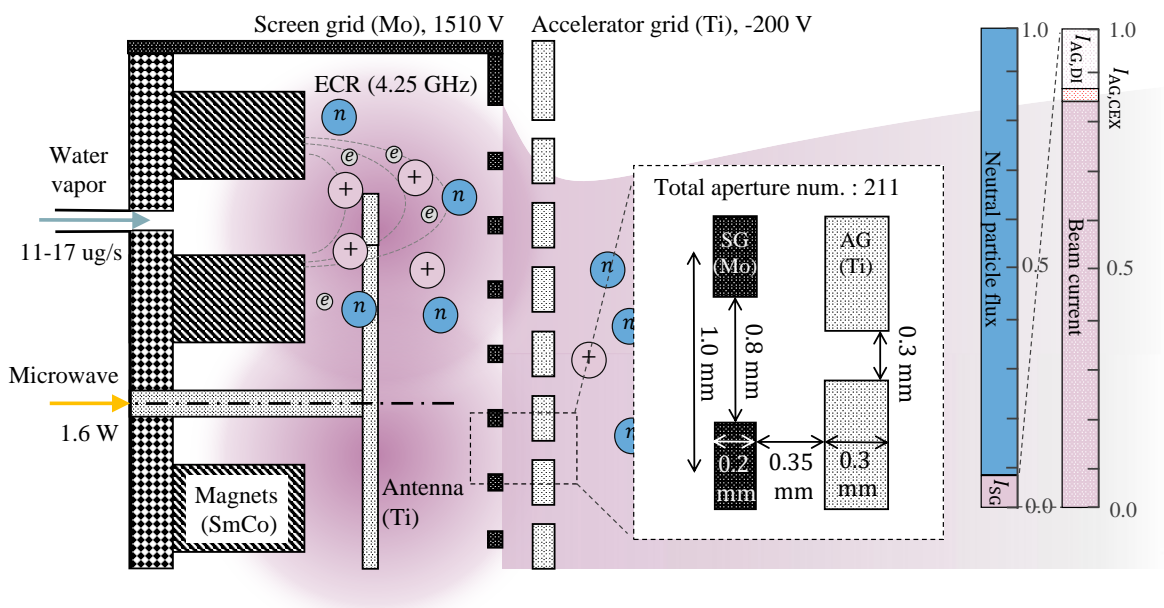 Screen grid (Mo), 1510 V
Accelerator grid (Ti), -200 V
ECR (4.25 GHz)
n
e
e
+
+
n
e
+
+
e
n
n
Water
vapor
11-17 ug/s
Microwave
1.6 W
Magnets
(SmCo)
Antenna
(Ti)
n
n
+
n
Total aperture num. : 211
SG
(Mo)
AG
(Ti)
1.0 mm
0.8 mm
0.3 mm
0.2
mm
0.35
mm
0.3
mm
1.0
0.5
0.0
Neutral particle flux
I_SG
I_AG,DI
I_AG,CEX
Beam current
1.0
0.5
0.0